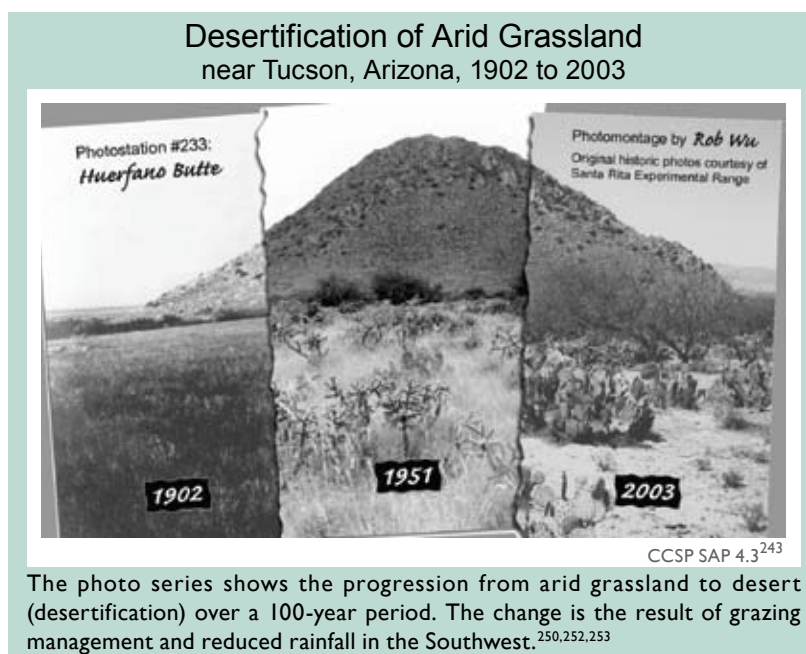 Desertification of Arid Grassland
near Tucson, Arizona, 1902 to 2003
Photostation #233:
Huerfano Butte
Photomontage by Rob Wu
Original historic photos courtesy of
Santa Rita Experimental Range
1902
1951
2003
CCSP SAP 4.3243
The photo series shows the progression from arid grassland to desert
(desertification) over a 100-year period. The change is the result of grazing
management and reduced rainfall in the Southwest.250,252,253